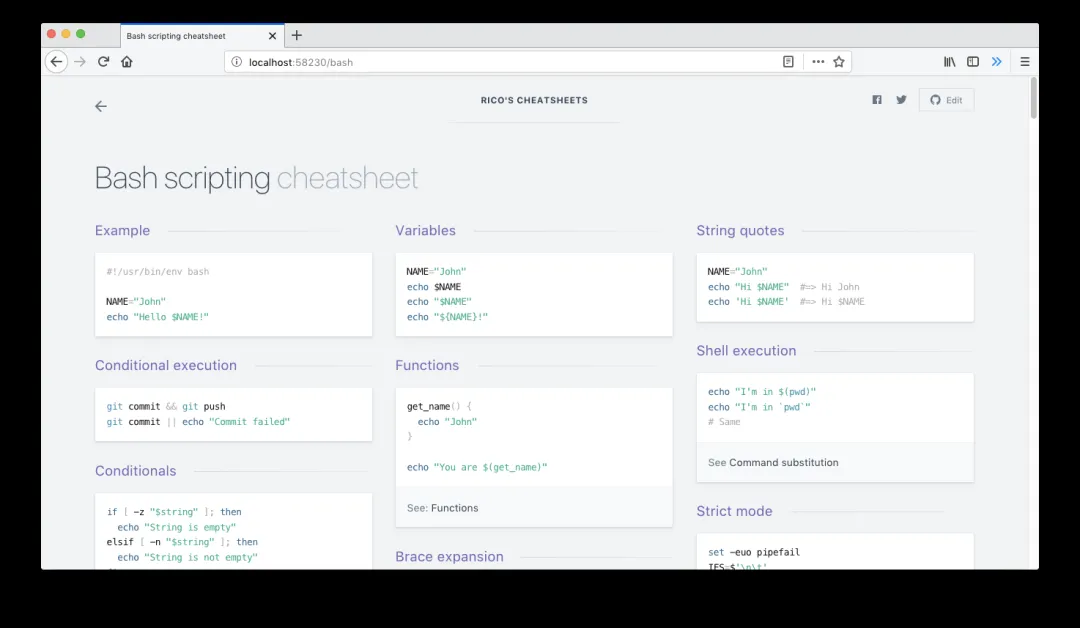 Bash scripting cheatsheet
localhost:58230/bash
RICO'S CHEATSHEETS
Edit
Bash scripting cheatsheet
Example
#!/usr/bin/env bash
NAME="John"
echo "Hello $NAME!"
Conditional execution
git commit && git push
git commit || echo "Commit failed"
Conditionals
if [ -z "$string" ]; then
  echo "String is empty"
elsif [ -n "$string" ]; then
  echo "String is not empty"
Variables
NAME="John"
echo $NAME
echo "$NAME"
echo "${NAME}!"
Functions
get_name() {
  echo "John"
}
echo "You are $(get_name)"
See: Functions
Brace expansion
String quotes
NAME="John"
echo "Hi $NAME"  #=> Hi John
echo 'Hi $NAME'  #=> Hi $NAME
Shell execution
echo "I'm in $(pwd)"
echo "I'm in `pwd`"
# Same
See Command substitution
Strict mode
set -euo pipefail
IFS=$'\n\t'